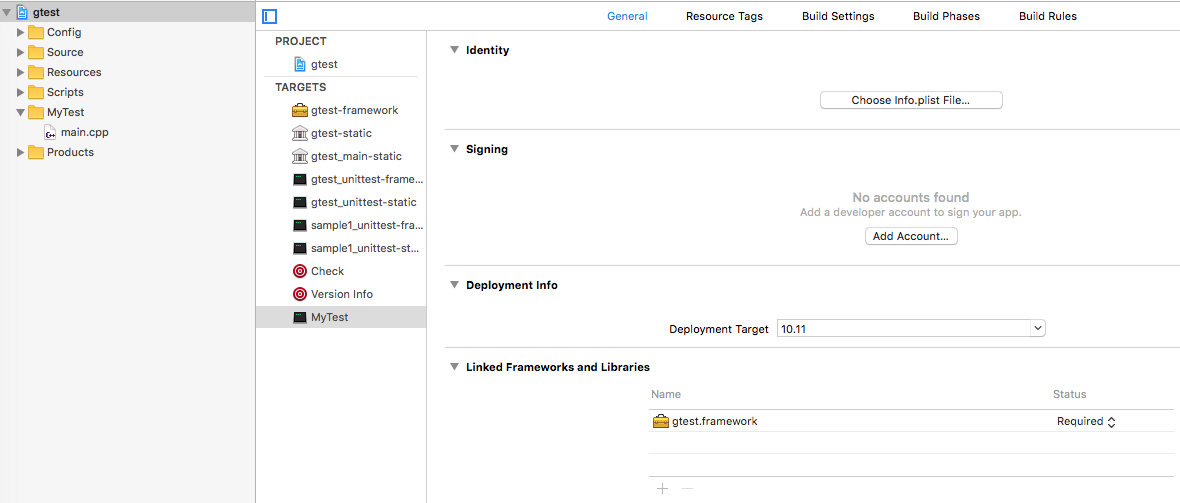 gtest
Config
Source
Resources
Scripts
MyTest
main.cpp
Products
General Resource Tags Build Settings Build Phases Build Rules
PROJECT
gtest
TARGETS
gtest-framework
gtest-static
gtest_main-static
gtest_unittest-frame...
gtest_unittest-static
sample1_unittest-fra...
sample1_unittest-st...
Check
Version Info
MyTest
Identity
Choose Info.plist File...
Signing
No accounts found
Add a developer account to sign your app.
Add Account...
Deployment Info
Deployment Target 10.11
Linked Frameworks and Libraries
Name Status
gtest.framework Required